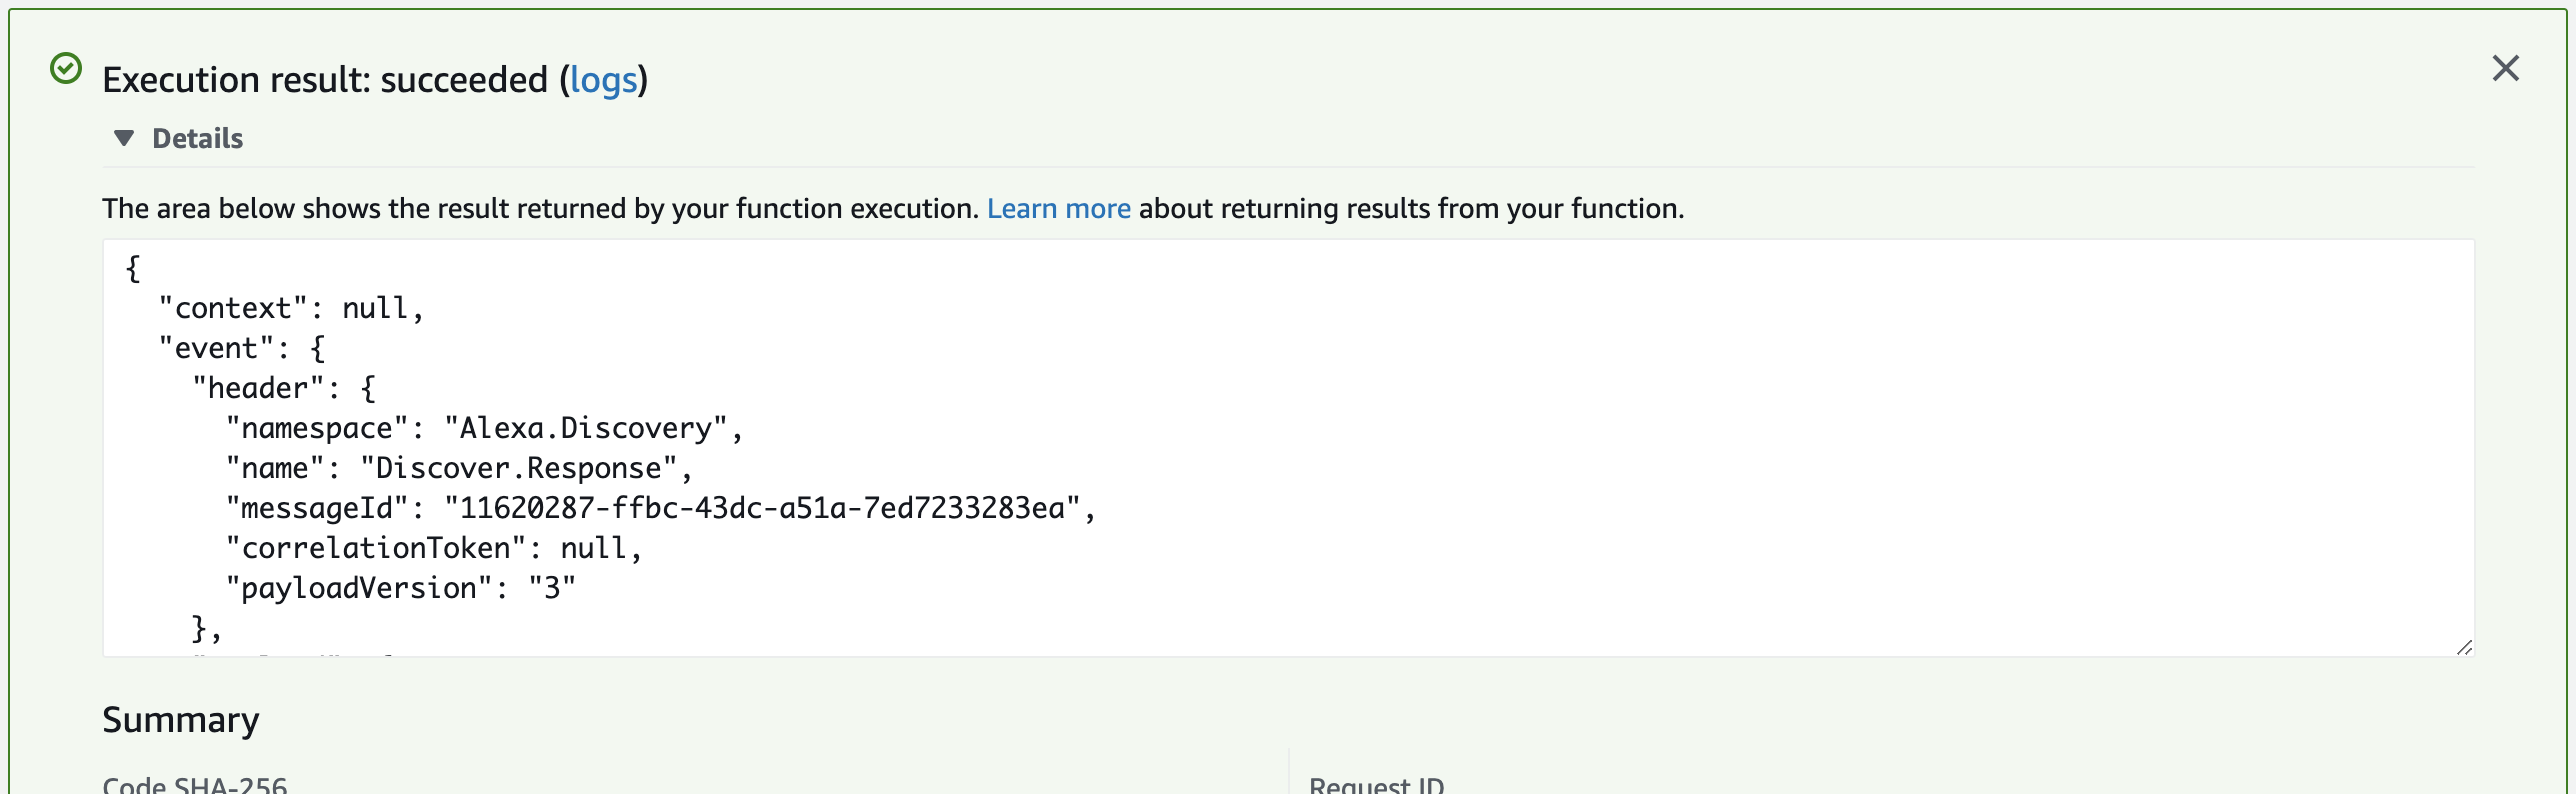 Execution result: succeeded (logs)
Details
The area below shows the result returned by your function execution. Learn more about returning results from your function.
{
  "context": null,
  "event": {
    "header": {
      "namespace": "Alexa.Discovery",
      "name": "Discover.Response",
      "messageId": "11620287-ffbc-43dc-a51a-7ed7233283ea",
      "correlationToken": null,
      "payloadVersion": "3"
    },
Summary
Code SHA-256
Request ID